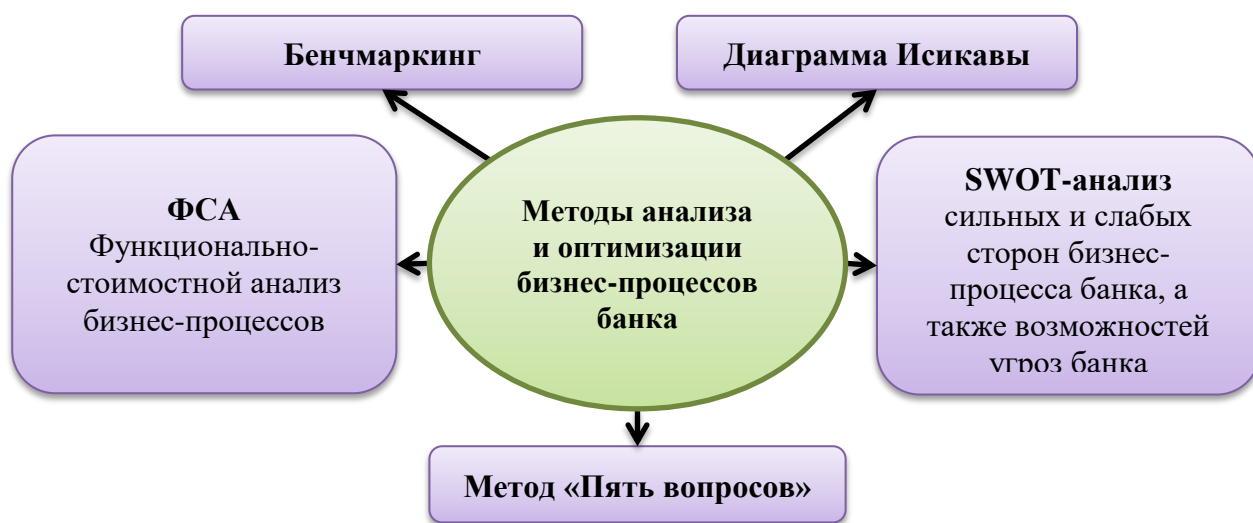 Бенчмаркинг
Диаграмма Исикавы
ФСА
Функционально-
стоимостной анализ
бизнес-процессов
Методы анализа
и оптимизации
бизнес-процессов
банка
SWOT-анализ
сильных и слабых
сторон бизнес-
процесса банка, а
также возможностей
угроз банка
Метод «Пять вопросов»